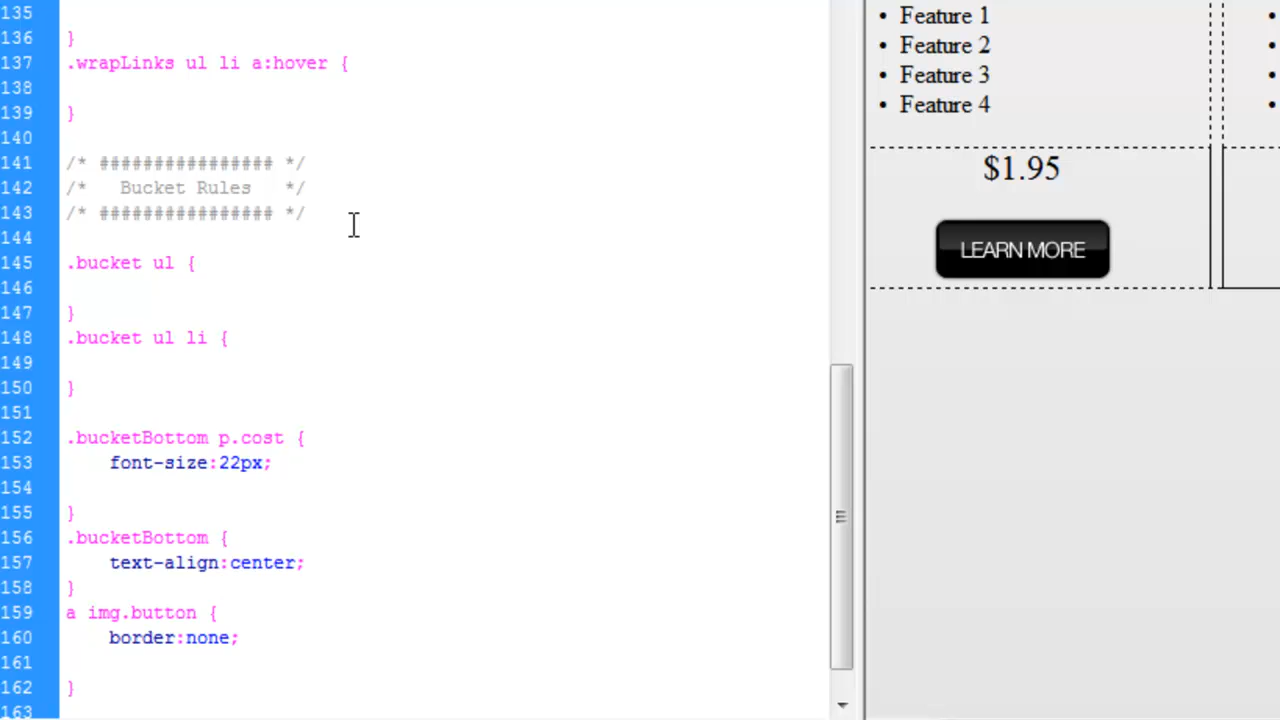 135
136 }
137 .wrapLinks ul li a:hover {
138
139 }
140
141 /* ################ */
142 /*   Bucket Rules   */
143 /* ################ */
144
145 .bucket ul {
146
147 }
148 .bucket ul li {
149
150 }
151
152 .bucketBottom p.cost {
153     font-size:22px;
154
155 }
156 .bucketBottom {
157     text-align:center;
158 }
159 a img.button {
160     border:none;
161
162 }
163
• Feature 1
• Feature 2
• Feature 3
• Feature 4
$1.95
LEARN MORE